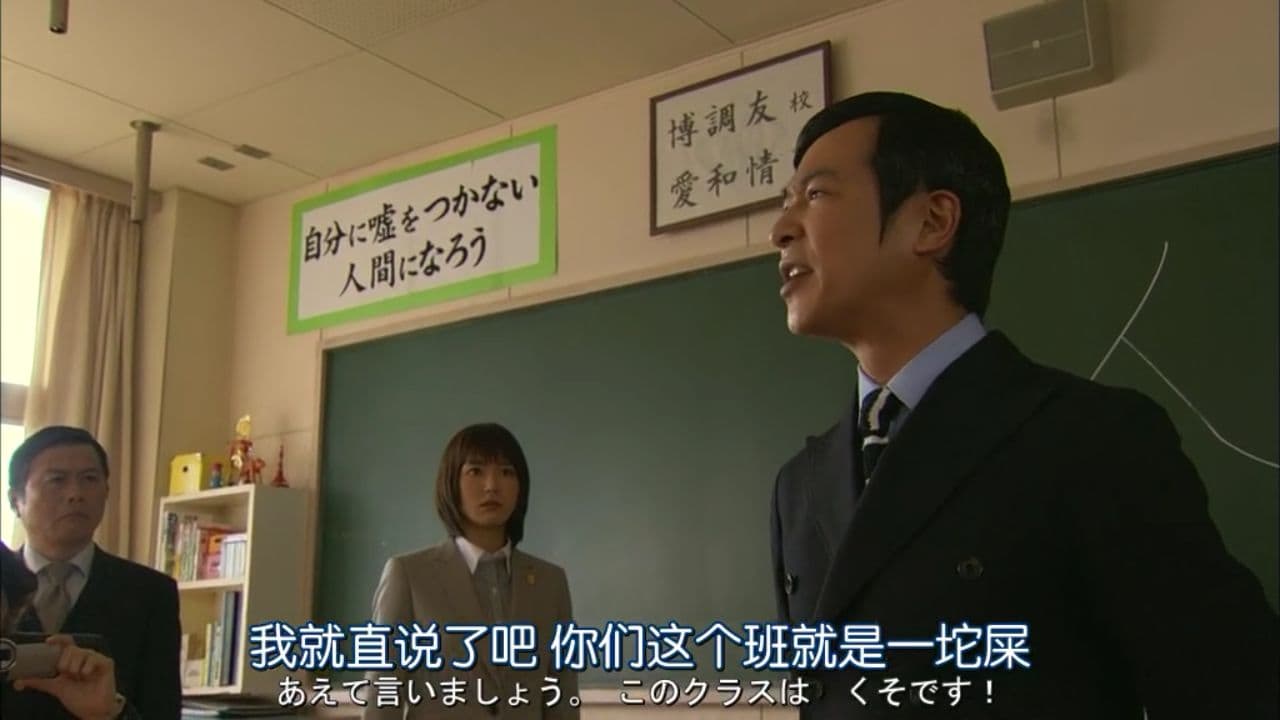 自分に嘘をつかない
人間になろう
博調友校
愛和情
我就直说了吧 你们这个班就是一坨屎
あえて言いましょう。 このクラスは くそです!